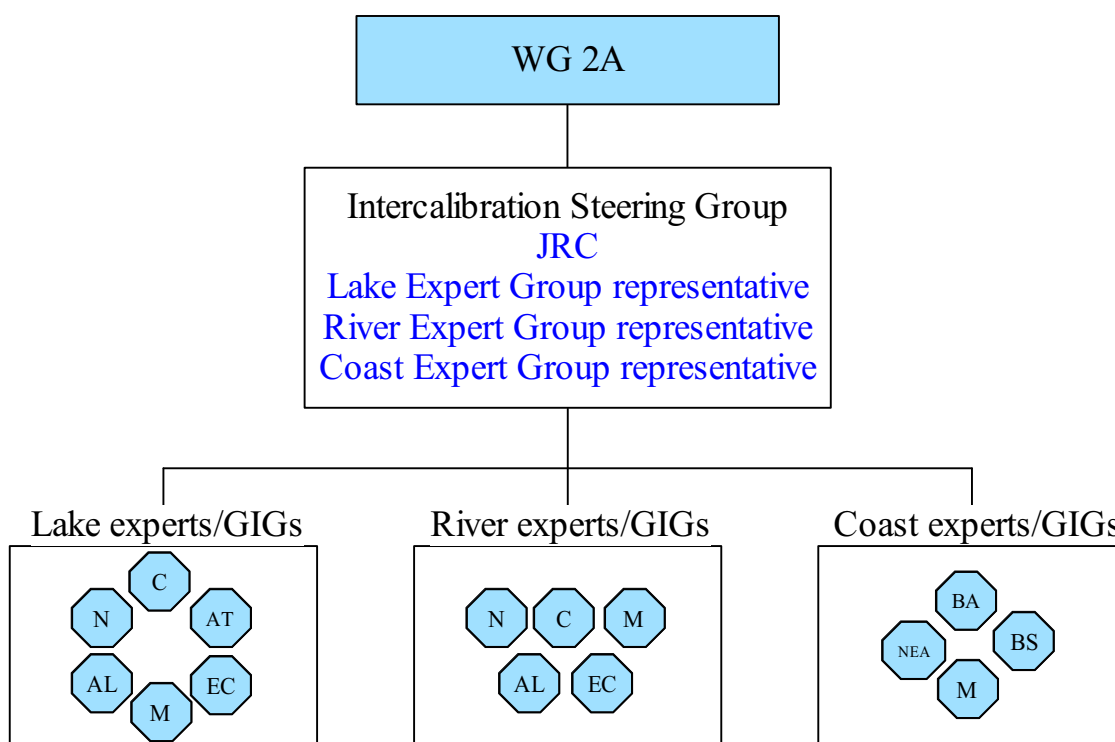 WG 2A
Intercalibration Steering Group
JRC
Lake Expert Group representative
River Expert Group representative
Coast Expert Group representative
Lake experts/GIGs
C
N
AT
AL
EC
M
River experts/GIGs
N C M
AL EC
Coast experts/GIGs
BA
NEA
BS
M